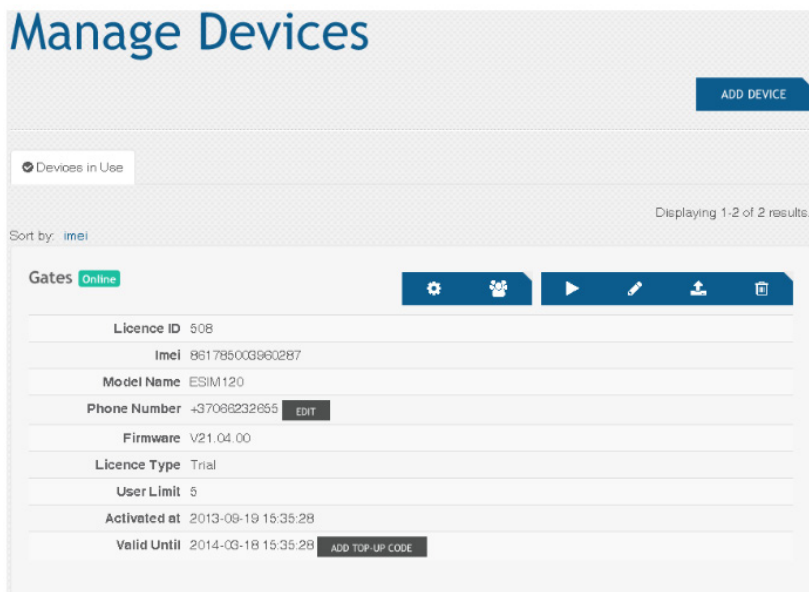 Manage Devices
ADD DEVICE
Devices in Use
Displaying 1-2 of 2 results.
Sort by: imei
Gates Online
Licence ID 508
Imei 861785003960287
Model Name ESIM120
Phone Number +37066232655 EDIT
Firmware V21.04.00
Licence Type Trial
User Limit 5
Activated at 2013-09-19 15:35:28
Valid Until 2014-03-18 15:35:28 ADD TOP-UP CODE